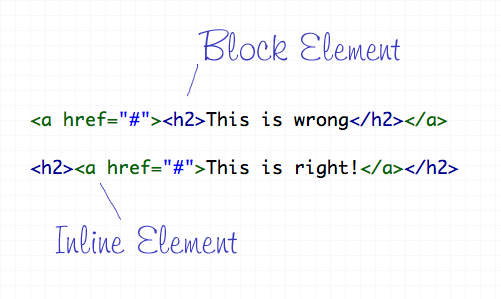 Block Element
<a href="#"><h2>This is wrong</h2></a>
<h2><a href="#">This is right!</a></h2>
Inline Element